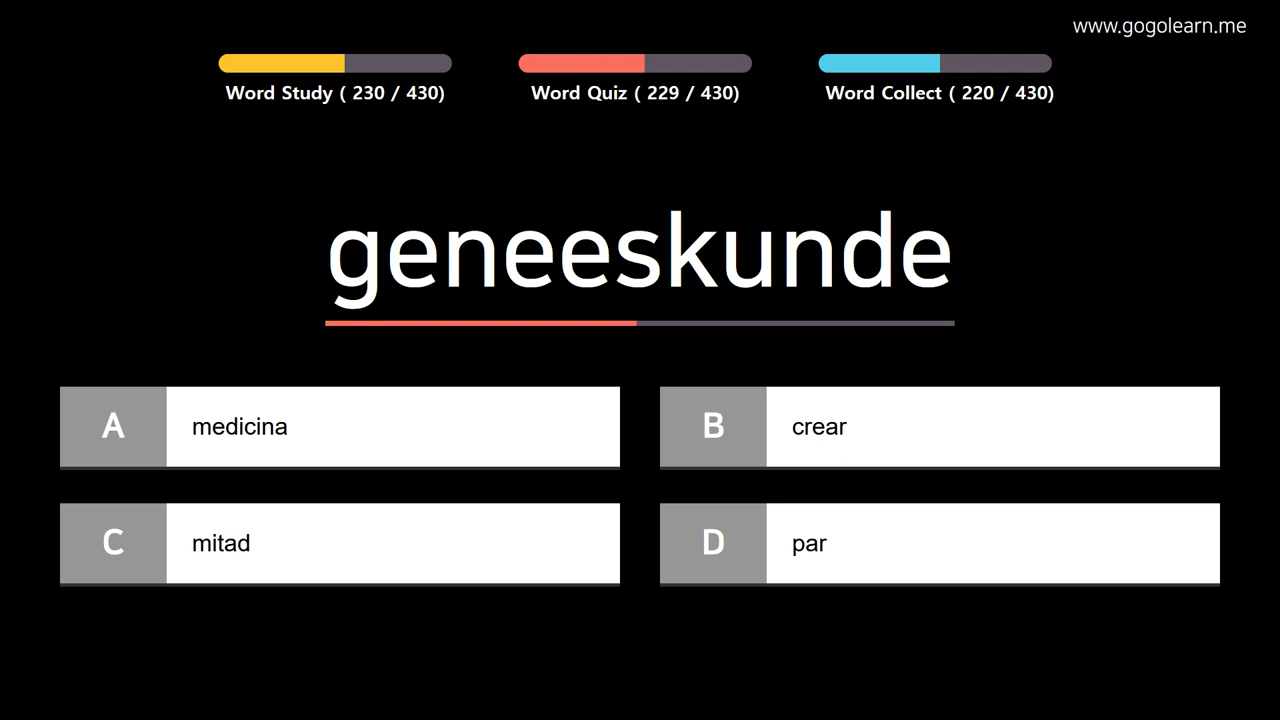 www.gogolearn.me
Word Study ( 230 / 430)
Word Quiz ( 229 / 430)
Word Collect ( 220 / 430)
geneeskunde
A medicina
B crear
C mitad
D par